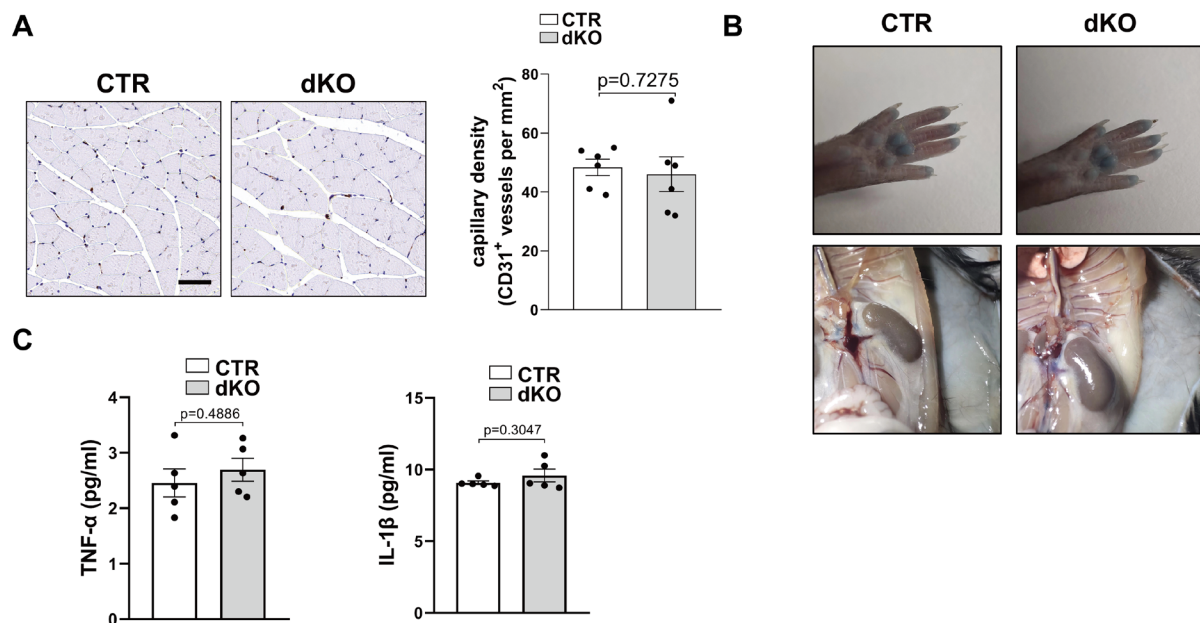 A
CTR
dKO
CTR
dKO
capillary density
(CD31⁺ vessels per mm²)
80
60
40
20
0
p=0.7275
B
CTR
dKO
C
CTR
dKO
TNF-α (pg/ml)
4
3
2
1
0
p=0.4886
CTR
dKO
IL-1β (pg/ml)
15
10
5
0
p=0.3047